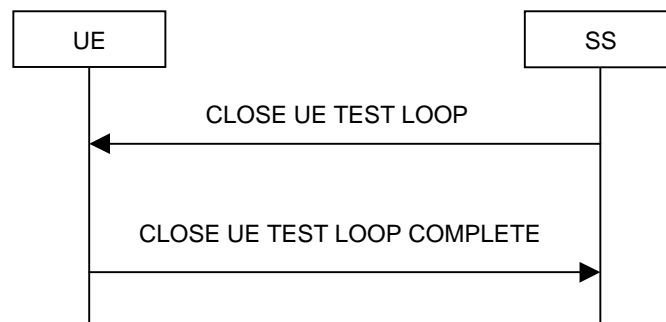 UE
SS
CLOSE UE TEST LOOP
CLOSE UE TEST LOOP COMPLETE